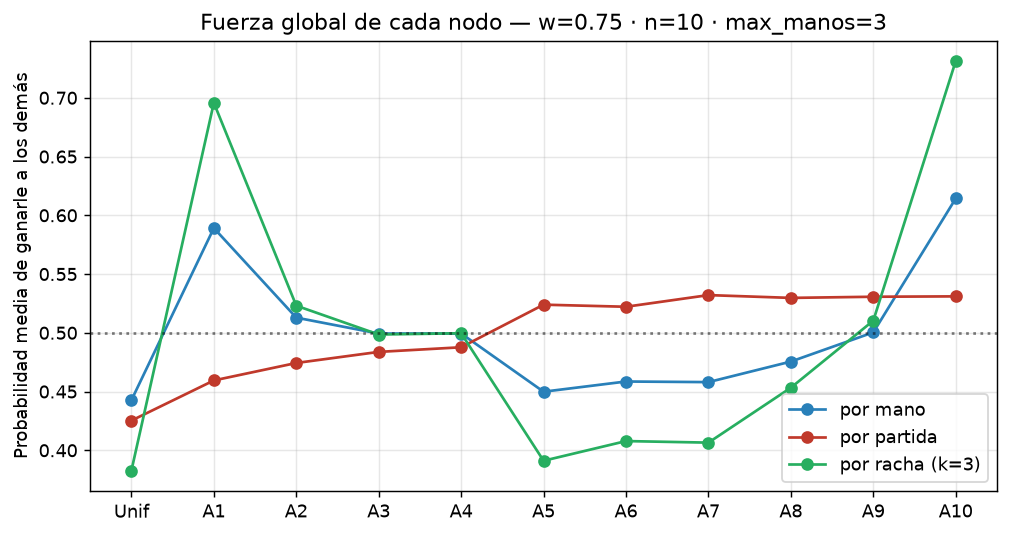 Fuerza global de cada nodo — w=0.75 · n=10 · max_manos=3
Probabilidad media de ganarle a los demás
0.70
0.65
0.60
0.55
0.50
0.45
0.40
por mano
por partida
por racha (k=3)
Unif A1 A2 A3 A4 A5 A6 A7 A8 A9 A10